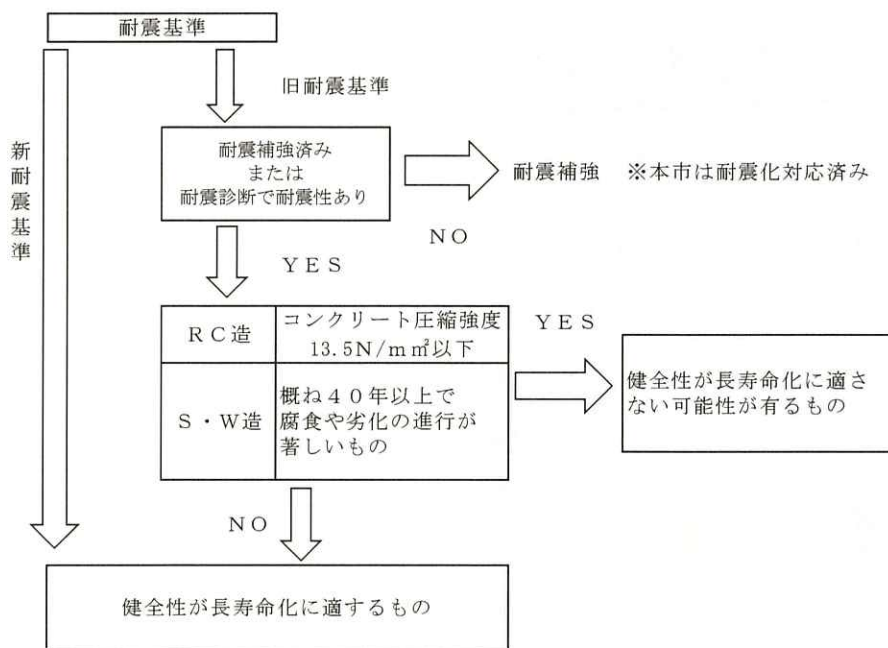 耐震基準
旧耐震基準
新耐震基準
耐震補強済み
または
耐震診断で耐震性あり
耐震補強　※本市は耐震化対応済み
NO
YES
RC造
コンクリート圧縮強度
13.5N/m㎡以下
YES
S・W造
概ね40年以上で
腐食や劣化の進行が
著しいもの
健全性が長寿命化に適さ
ない可能性が有るもの
NO
健全性が長寿命化に適するもの